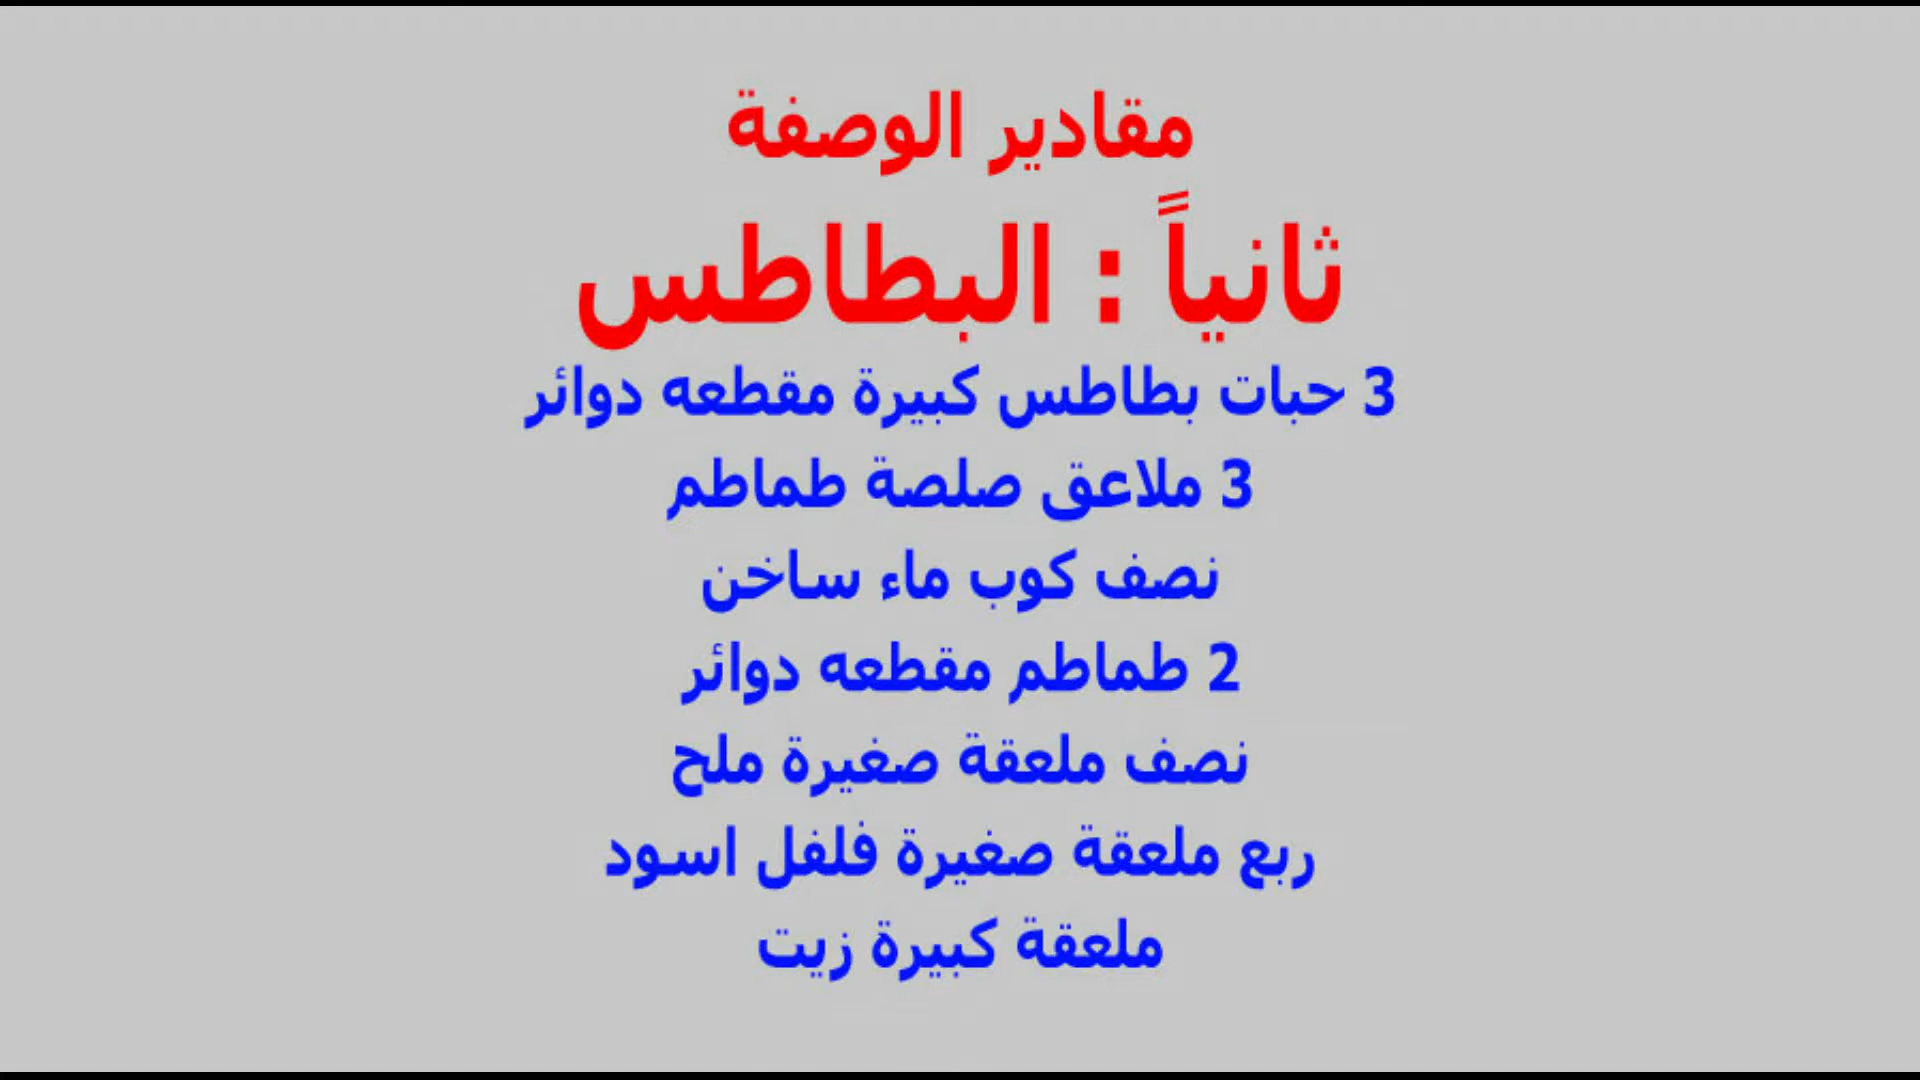 مقادير الوصفة
ثانياً : البطاطس
3 حبات بطاطس كبيرة مقطعه دوائر
3 ملاعق صلصة طماطم
نصف كوب ماء ساخن
2 طماطم مقطعه دوائر
نصف ملعقة صغيرة ملح
ربع ملعقة صغيرة فلفل اسود
ملعقة كبيرة زيت